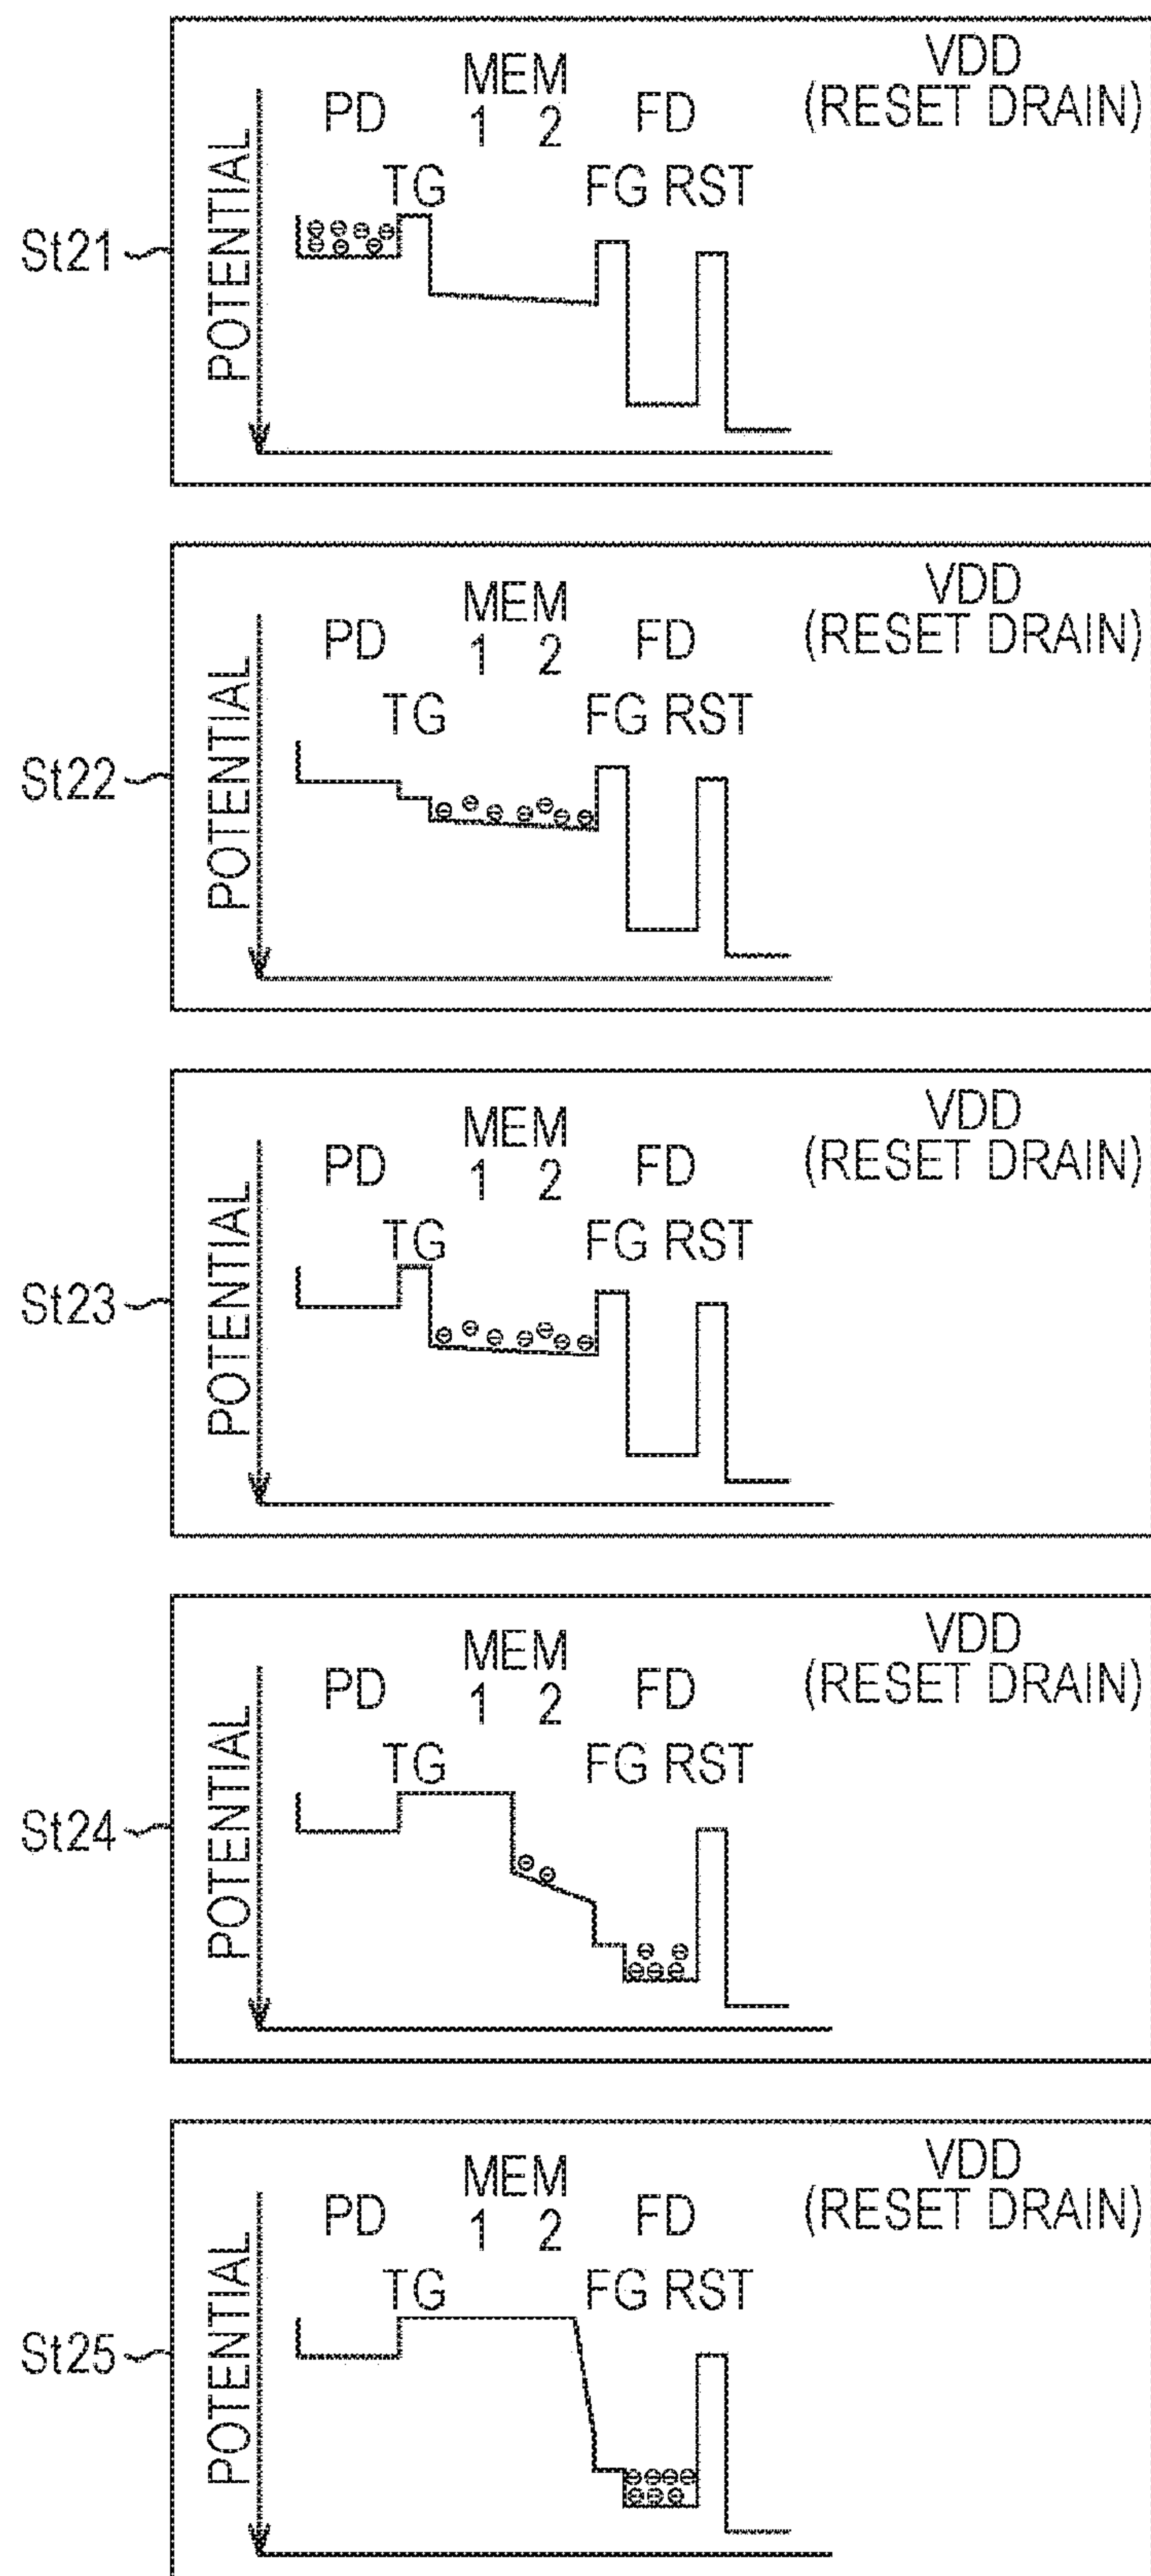 St21
POTENTIAL
MEM
VDD
PD 1 2 FD (RESET DRAIN)
TG FG RST
St22
POTENTIAL
MEM
VDD
PD 1 2 FD (RESET DRAIN)
TG FG RST
St23
POTENTIAL
MEM
VDD
PD 1 2 FD (RESET DRAIN)
TG FG RST
St24
POTENTIAL
MEM
VDD
PD 1 2 FD (RESET DRAIN)
TG FG RST
St25
POTENTIAL
MEM
VDD
PD 1 2 FD (RESET DRAIN)
TG FG RST